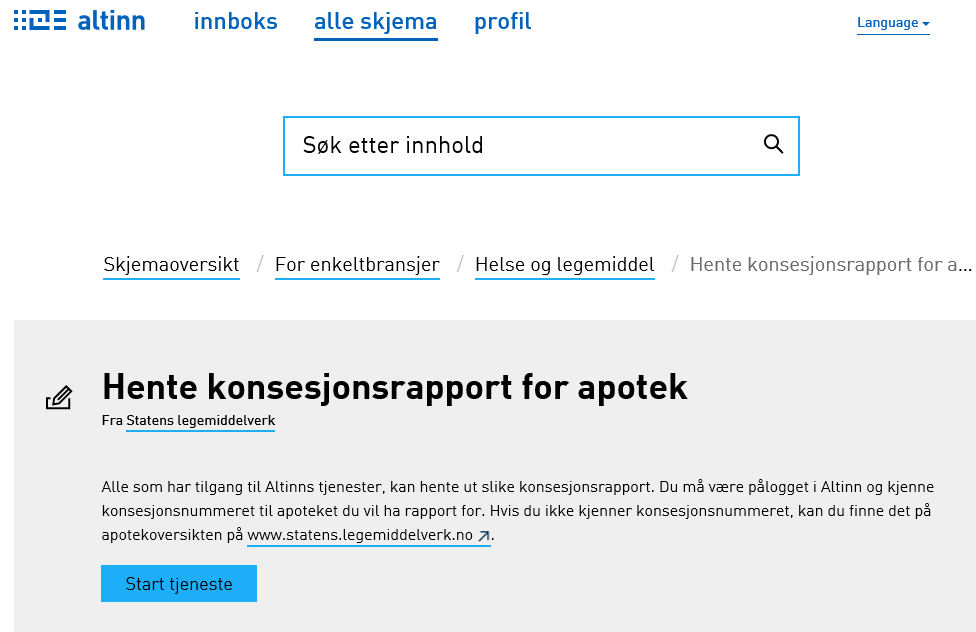 altinn innboks alle skjema profil Language
Søk etter innhold
Skjemaoversikt / For enkeltbransjer / Helse og legemiddel / Hente konsesjonsrapport for a...
Hente konsesjonsrapport for apotek
Fra Statens legemiddelverk
Alle som har tilgang til Altinns tjenester, kan hente ut slike konsesjonsrapport. Du må være pålogget i Altinn og kjenne
konsesjonsnummeret til apoteket du vil ha rapport for. Hvis du ikke kjenner konsesjonsnummeret, kan du finne det på
apotekoversikten på www.statens.legemiddelverk.no.
Start tjeneste